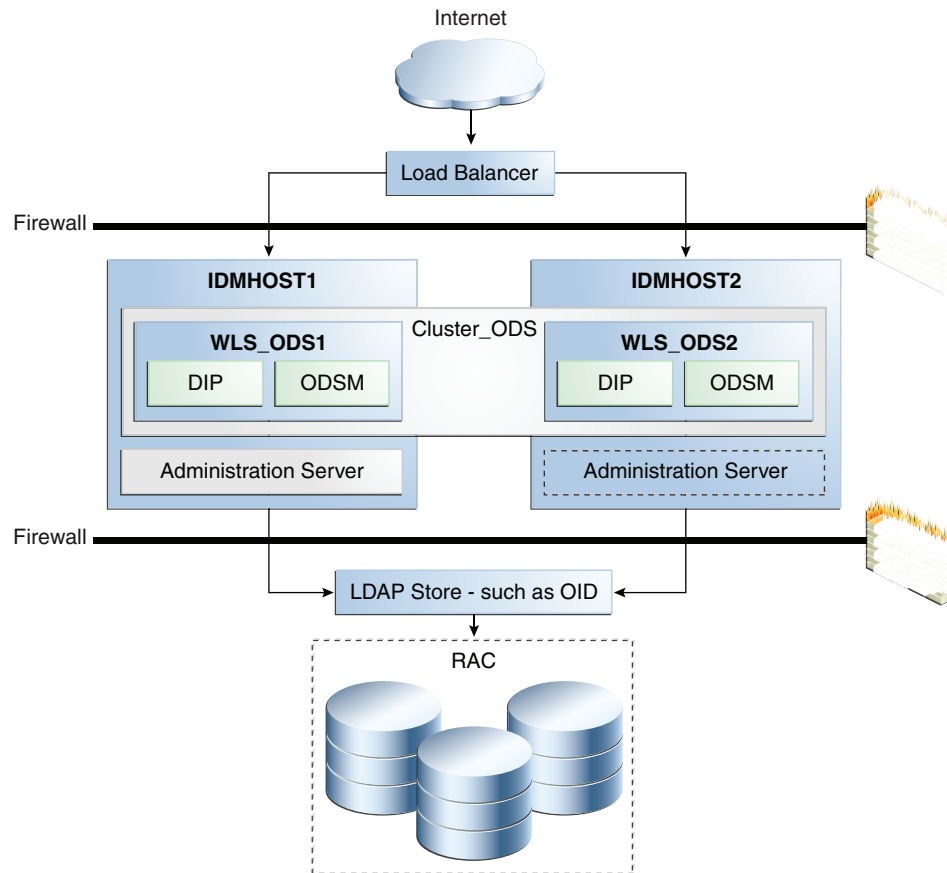 Internet
Load Balancer
Firewall
IDMHOST1
IDMHOST2
Cluster_ODS
WLS_ODS1
WLS_ODS2
DIP
ODSM
DIP
ODSM
Administration Server
Administration Server
Firewall
LDAP Store - such as OID
RAC